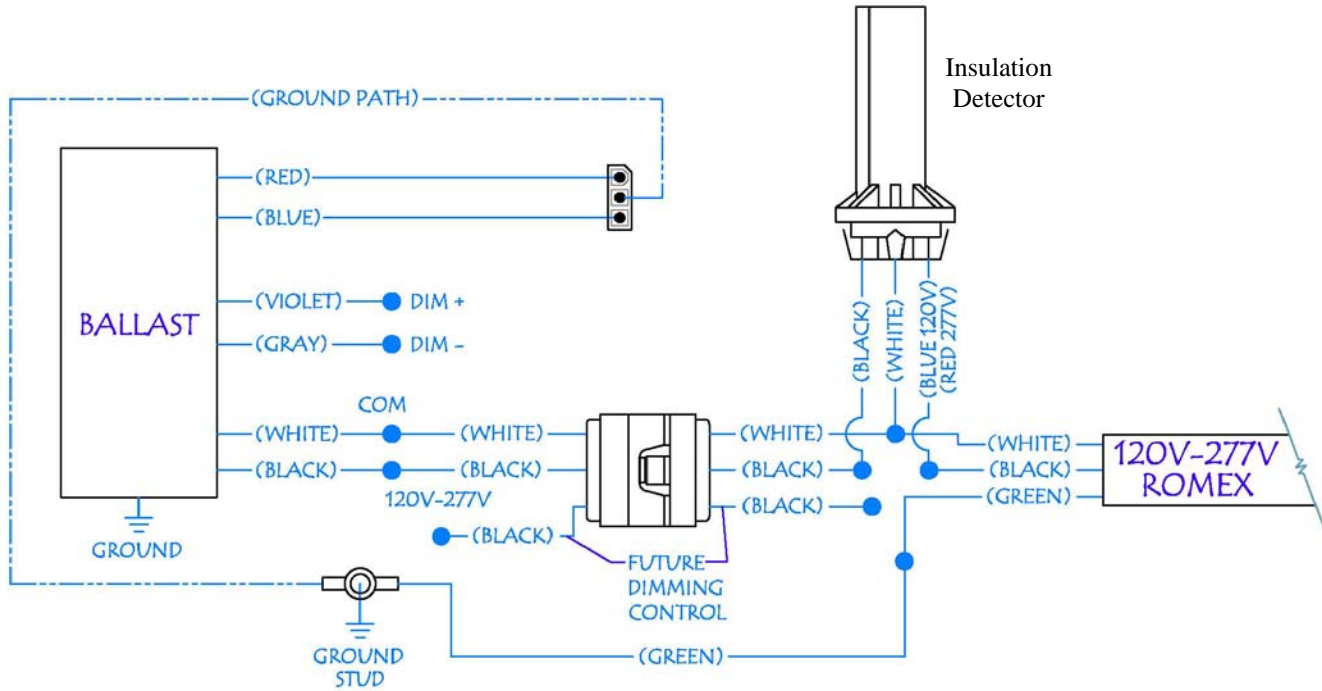 Insulation
Detector
(GROUND PATH)
(RED)
(BLUE)
BALLAST
(VIOLET) DIM +
(GRAY) DIM -
(BLACK)
(WHITE)
(BLUE 120V)
(RED 277V)
COM
(WHITE) (WHITE) (WHITE) (WHITE)
(BLACK) (BLACK) (BLACK) (BLACK)
120V-277V
ROMEX
(GREEN)
120V-277V
(BLACK) (BLACK)
GROUND
FUTURE
DIMMING
CONTROL
GROUND
STUD
(GREEN)